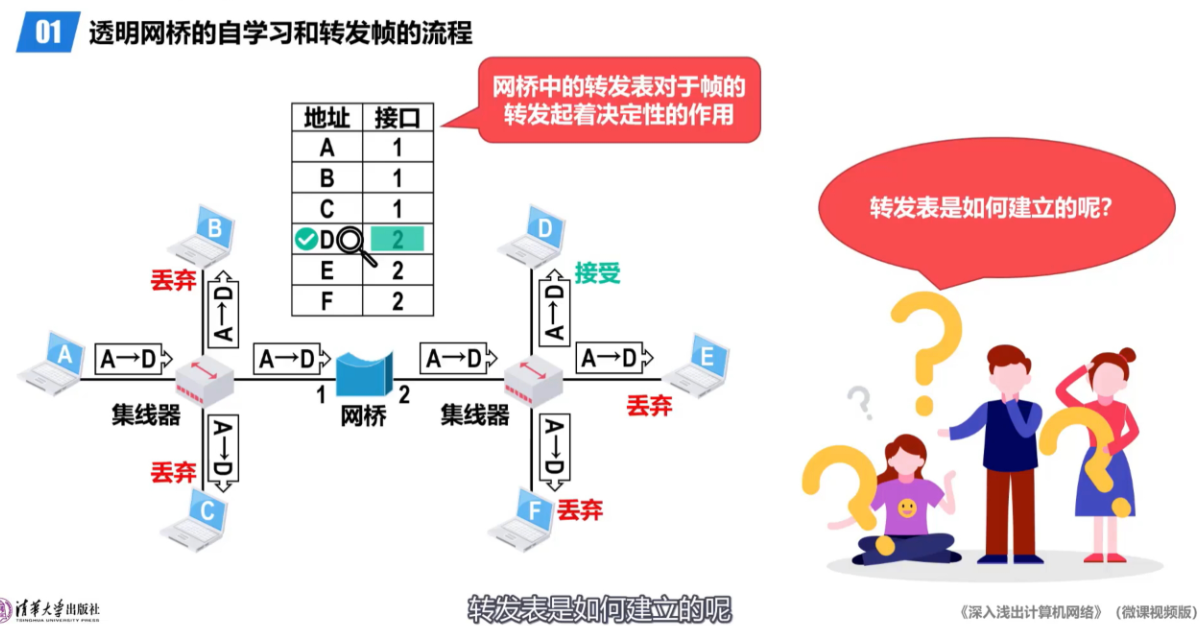 01 透明网桥的自学习和转发帧的流程
网桥中的转发表对于帧的
转发起着决定性的作用
地址 接口
A 1
B 1
C 1
D 2
E 2
F 2
转发表是如何建立的呢?
B
丢弃
A→D
D
接受
A→D
A
A→D
A→D
A→D
A→D
E
丢弃
集线器
1
网桥
2
集线器
丢弃
A→D
C
A→D
F
丢弃
清华大学出版社
TSINGHUA UNIVERSITY PRESS
转发表是如何建立的呢
《深入浅出计算机网络》(微课视频版)